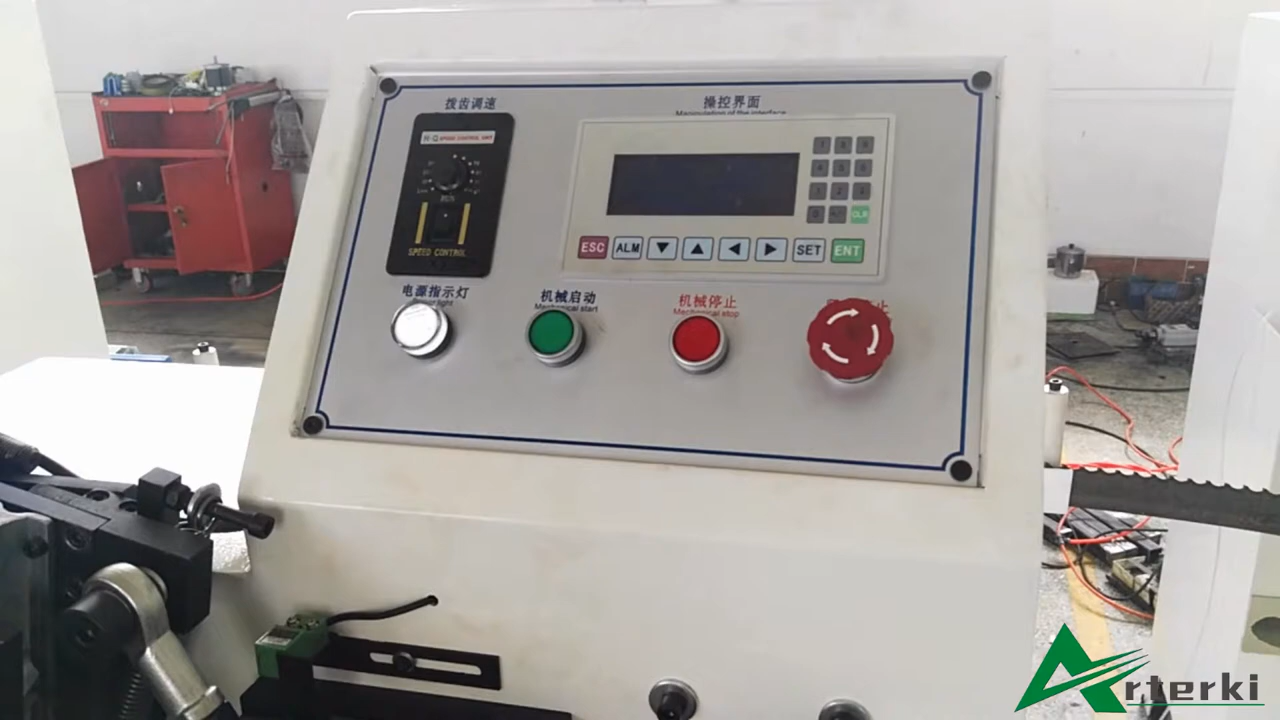 拨齿调速
操控界面
Manipulation of the interface
SPEED CONTROL UNIT
RUN
SPEED CONTROL
CLR
ESC ALM ▼ ▲ ◀ ▶ SET ENT
电源指示灯
light
机械启动
Mechanical start
机械停止
Mechanical stop
止
Arterki